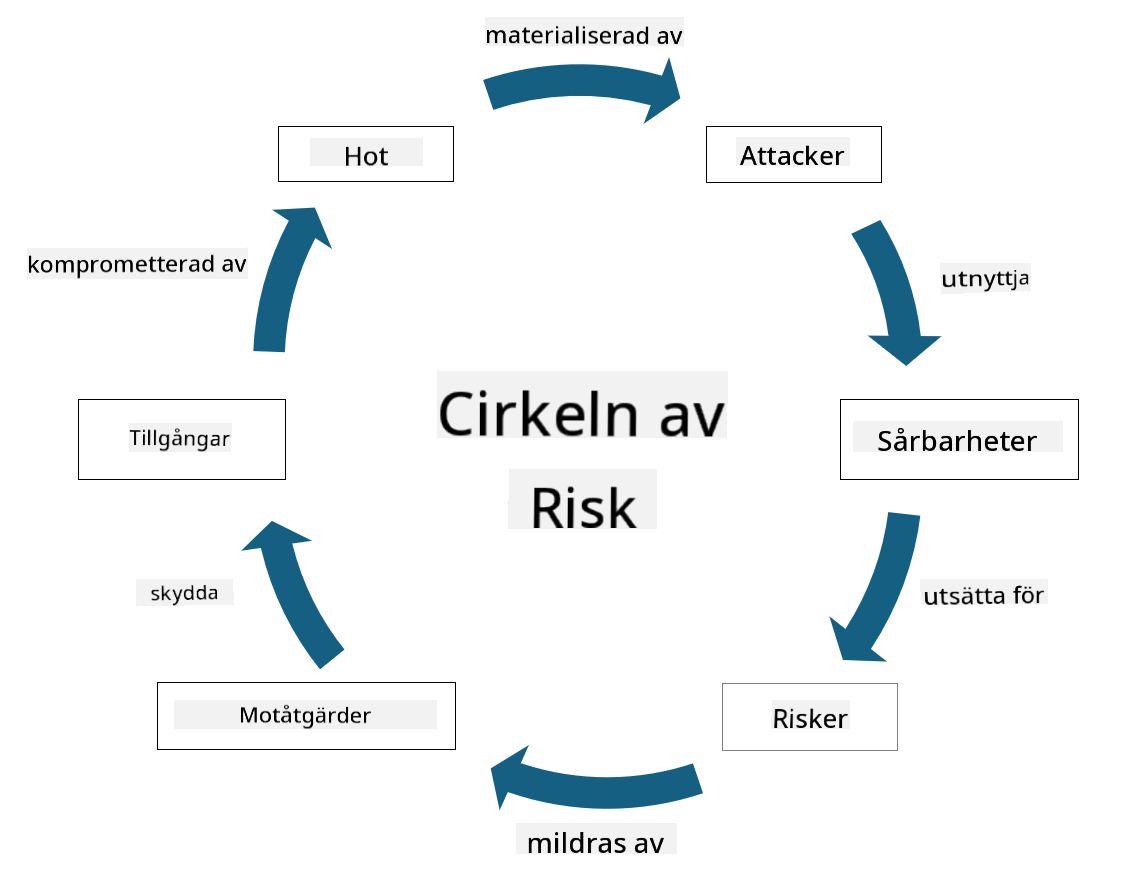 materialiserad av
Hot
Attacker
komprometterad av
utnyttja
Cirkeln av
Risk
Tillgångar
Sårbarheter
skydda
utsätta för
Motåtgärder
Risker
mildras av